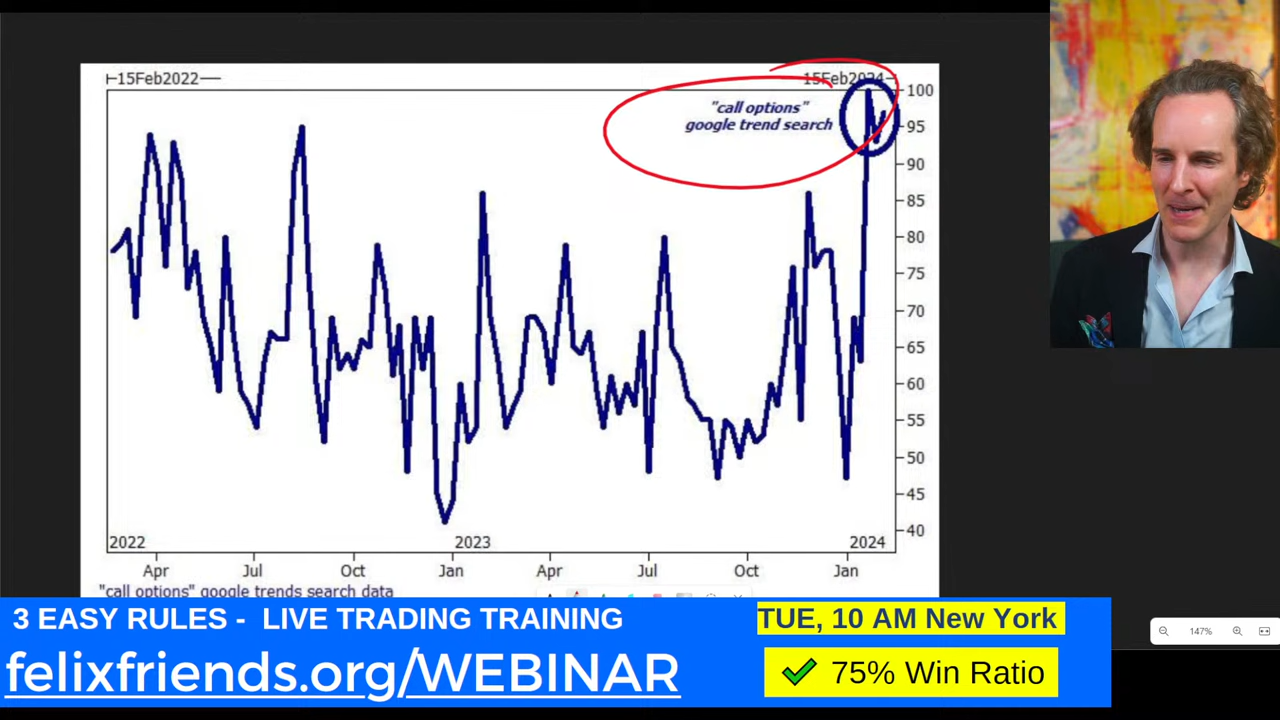 15Feb2022
15Feb2024
"call options"
google trend search
100
95
90
85
80
75
70
65
60
55
50
45
40
2022
2023
2024
Apr
Jul
Oct
Jan
Apr
Jul
Oct
Jan
"call options" google trends search data
3 EASY RULES - LIVE TRADING TRAINING
TUE, 10 AM New York
felixfriends.org/WEBINAR
75% Win Ratio
147%